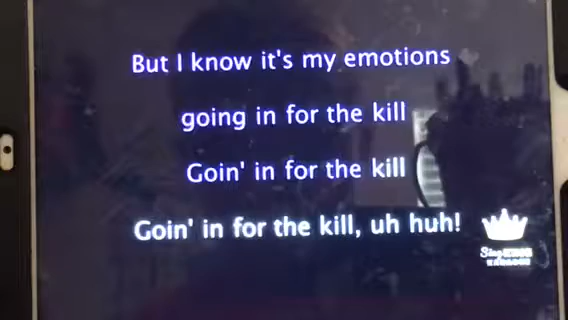 But I know it's my emotions
going in for the kill
Goin' in for the kill
Goin' in for the kill, uh huh!
Sing